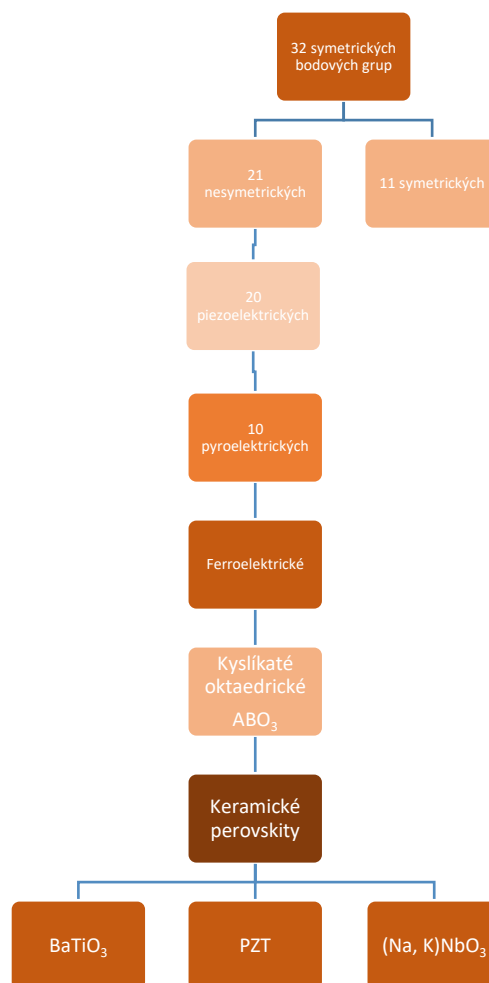 32 symetrických
bodových grup
21
nesymetrických
11 symetrických
20
piezoelektrických
10
pyroelektrických
Ferroelektrické
Kyslíkaté
oktaedrické
ABO₃
Keramické
perovskity
BaTiO₃
PZT
(Na, K)NbO₃